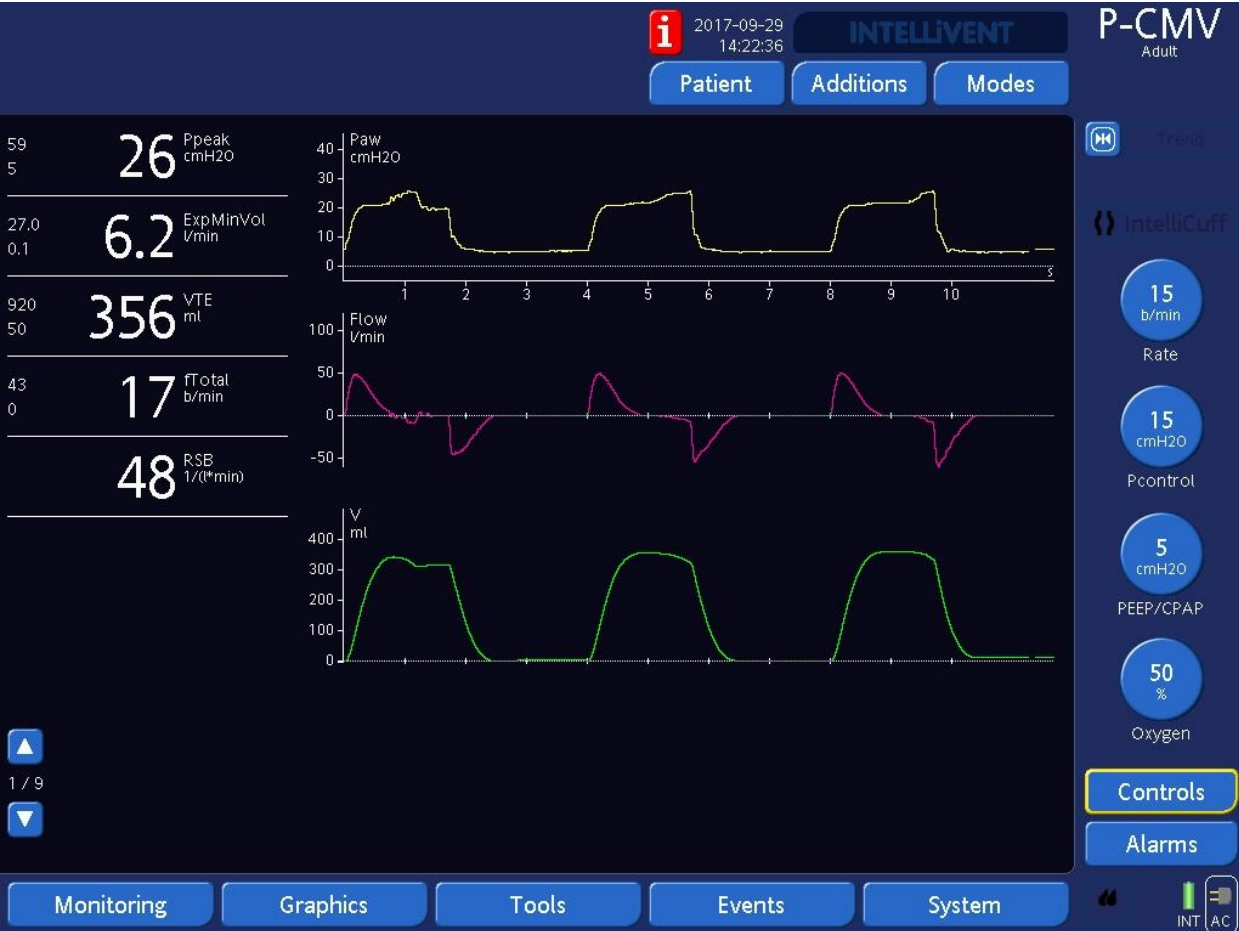 i
2017-09-29
14:22:36
INTELLiVENT
P-CMV
Adult
Patient
Additions
Modes
59
5
26
Ppeak
cmH2O
27.0
0.1
6.2
ExpMinVol
l/min
920
50
356
VTE
ml
43
0
17
fTotal
b/min
48
RSB
1/(l*min)
1 / 9
Paw
cmH2O
40
30
20
10
0
s
1 2 3 4 5 6 7 8 9 10
Flow
l/min
100
50
0
-50
V
ml
400
300
200
100
0
Trend
IntelliCuff
15
b/min
Rate
15
cmH2O
Pcontrol
5
cmH2O
PEEP/CPAP
50
%
Oxygen
Controls
Alarms
Monitoring
Graphics
Tools
Events
System
INT
AC